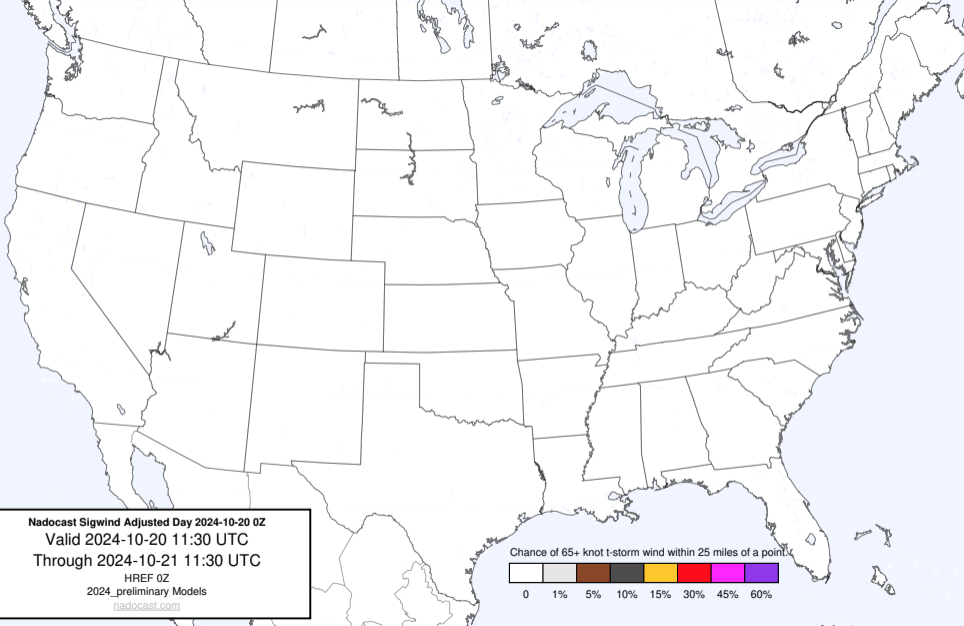 Nadocast Sigwind Adjusted Day 2024-10-20 0Z
Valid 2024-10-20 11:30 UTC
Through 2024-10-21 11:30 UTC
HREF 0Z
2024_preliminary Models
nadocast.com
Chance of 65+ knot t-storm wind within 25 miles of a point.
0 1% 5% 10% 15% 30% 45% 60%